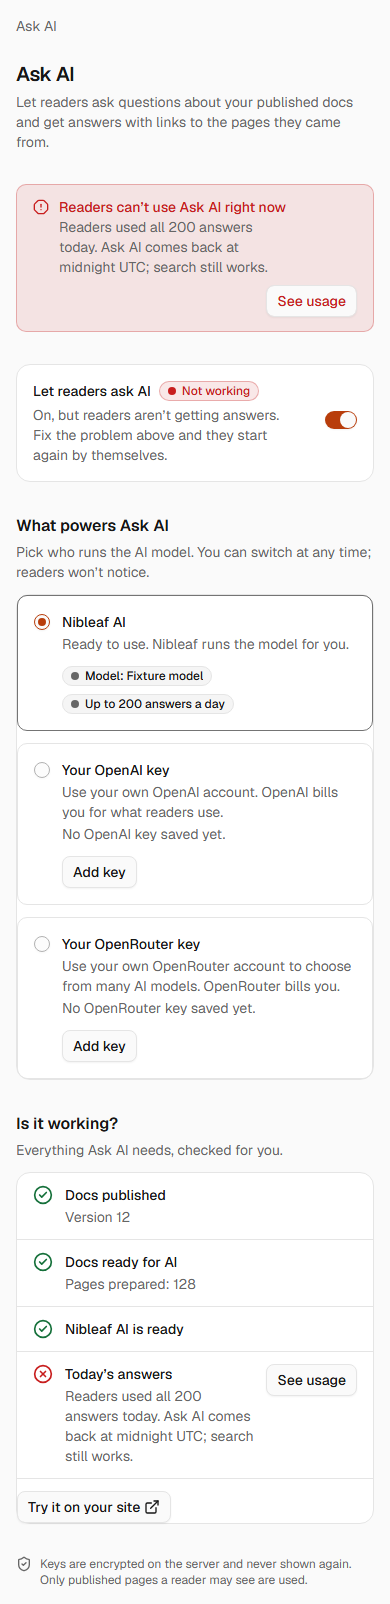 Ask AI
Ask AI
Let readers ask questions about your published docs
and get answers with links to the pages they came
from.
Readers can't use Ask AI right now
Readers used all 200 answers
today. Ask AI comes back at
midnight UTC; search still works.
See usage
Let readers ask AI
Not working
On, but readers aren't getting answers.
Fix the problem above and they start
again by themselves.
What powers Ask AI
Pick who runs the AI model. You can switch at any time;
readers won't notice.
Nibleaf AI
Ready to use. Nibleaf runs the model for you.
Model: Fixture model
Up to 200 answers a day
Your OpenAI key
Use your own OpenAI account. OpenAI bills
you for what readers use.
No OpenAI key saved yet.
Add key
Your OpenRouter key
Use your own OpenRouter account to choose
from many AI models. OpenRouter bills you.
No OpenRouter key saved yet.
Add key
Is it working?
Everything Ask AI needs, checked for you.
Docs published
Version 12
Docs ready for AI
Pages prepared: 128
Nibleaf AI is ready
Today's answers
Readers used all 200
answers today. Ask AI comes
back at midnight UTC; search
still works.
See usage
Try it on your site
Keys are encrypted on the server and never shown again.
Only published pages a reader may see are used.